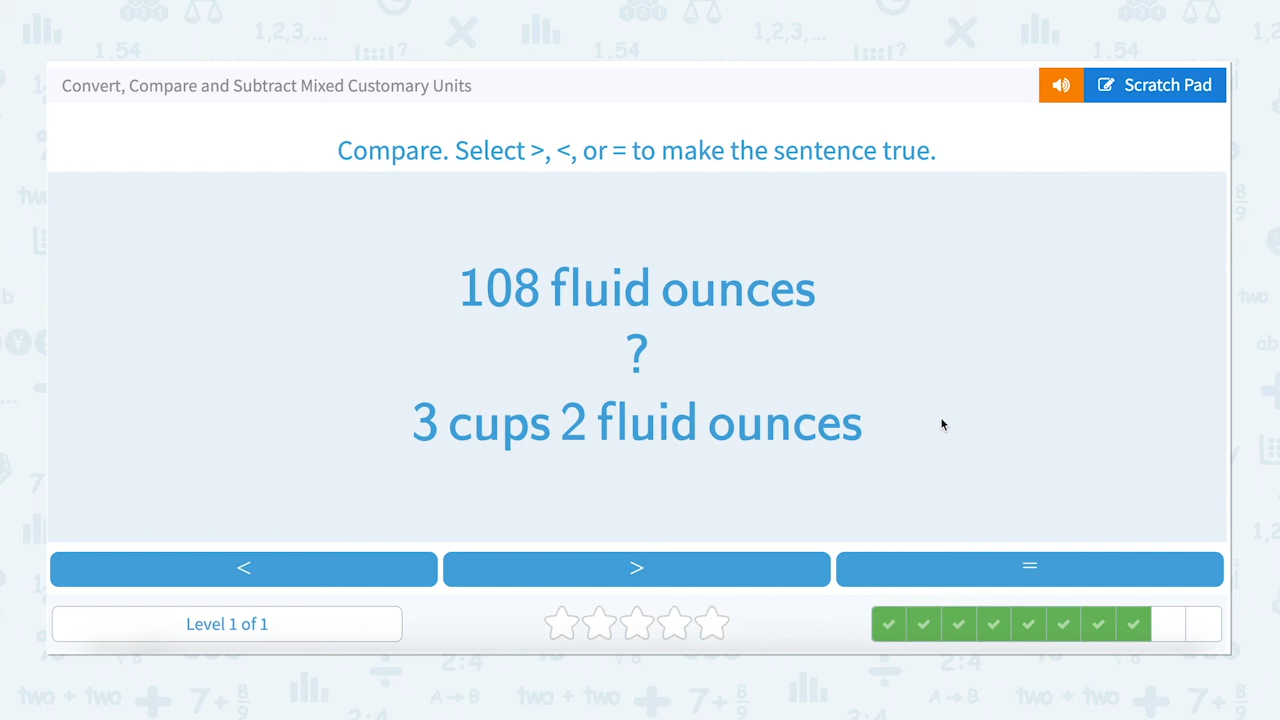 Convert, Compare and Subtract Mixed Customary Units
Scratch Pad
Compare. Select >, <, or = to make the sentence true.
108 fluid ounces
?
3 cups 2 fluid ounces
< > =
Level 1 of 1